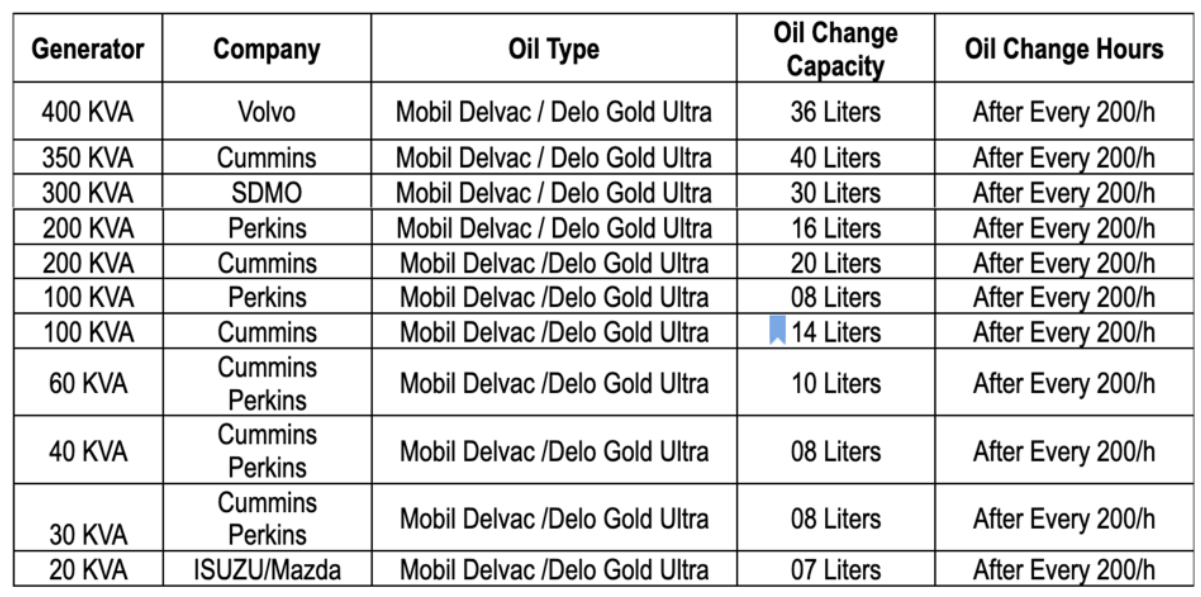 Generator Company Oil Type Oil Change Capacity Oil Change Hours
400 KVA Volvo Mobil Delvac / Delo Gold Ultra 36 Liters After Every 200/h
350 KVA Cummins Mobil Delvac / Delo Gold Ultra 40 Liters After Every 200/h
300 KVA SDMO Mobil Delvac / Delo Gold Ultra 30 Liters After Every 200/h
200 KVA Perkins Mobil Delvac / Delo Gold Ultra 16 Liters After Every 200/h
200 KVA Cummins Mobil Delvac /Delo Gold Ultra 20 Liters After Every 200/h
100 KVA Perkins Mobil Delvac /Delo Gold Ultra 08 Liters After Every 200/h
100 KVA Cummins Mobil Delvac /Delo Gold Ultra 14 Liters After Every 200/h
60 KVA Cummins Perkins Mobil Delvac /Delo Gold Ultra 10 Liters After Every 200/h
40 KVA Cummins Perkins Mobil Delvac /Delo Gold Ultra 08 Liters After Every 200/h
30 KVA Cummins Perkins Mobil Delvac /Delo Gold Ultra 08 Liters After Every 200/h
20 KVA ISUZU/Mazda Mobil Delvac /Delo Gold Ultra 07 Liters After Every 200/h